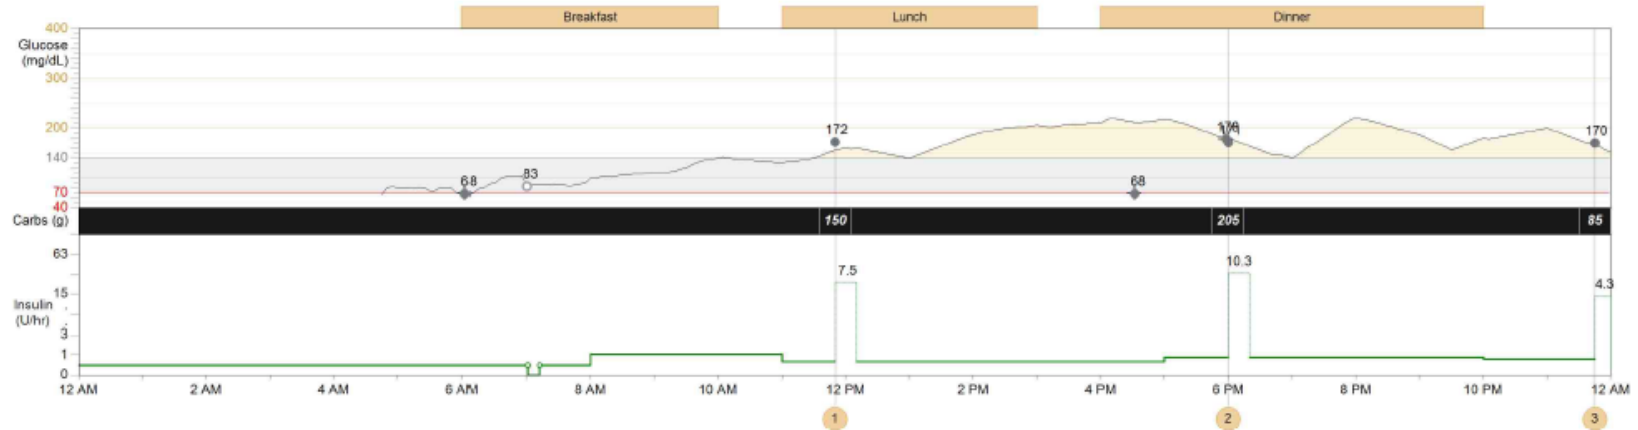 Breakfast Lunch Dinner
400
Glucose
(mg/dL)
300
200
140
70
40
68 83 172 68 170
Carbs (g) 150 205 85
63
15
Insulin
(U/hr)
3
1
0
7.5 10.3 4.3
12 AM 2 AM 4 AM 6 AM 8 AM 10 AM 12 PM 2 PM 4 PM 6 PM 8 PM 10 PM 12 AM
1 2 3